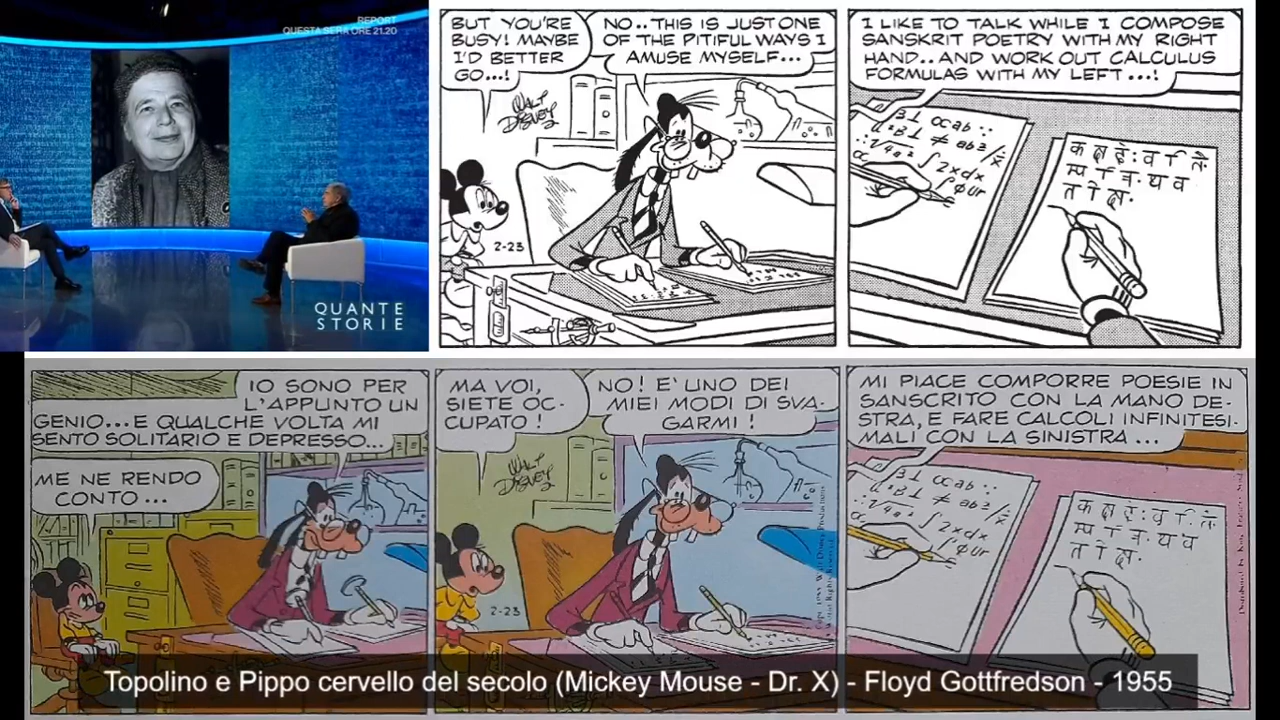 REPORT
QUESTA SERA ORE 21.20
QUANTE
STORIE
BUT YOU'RE
BUSY! MAYBE
I'D BETTER
GO...!
NO..THIS IS JUST ONE
OF THE PITIFUL WAYS I
AMUSE MYSELF...
WALT
DISNEY
2-23
I LIKE TO TALK WHILE I COMPOSE
SANSKRIT POETRY WITH MY RIGHT
HAND..AND WORK OUT CALCULUS
FORMULAS WITH MY LEFT...!
IO SONO PER
L'APPUNTO UN
GENIO...E QUALCHE VOLTA MI
SENTO SOLITARIO E DEPRESSO...
ME NE RENDO
CONTO...
MA VOI,
SIETE OC-
CUPATO!
NO! E' UNO DEI
MIEI MODI DI SVA-
GARMI!
WALT
DISNEY
2-23
MI PIACE COMPORRE POESIE IN
SANSCRITO CON LA MANO DE-
STRA, E FARE CALCOLI INFINITESI-
MALI CON LA SINISTRA...
Topolino e Pippo cervello del secolo (Mickey Mouse - Dr. X) - Floyd Gottfredson - 1955